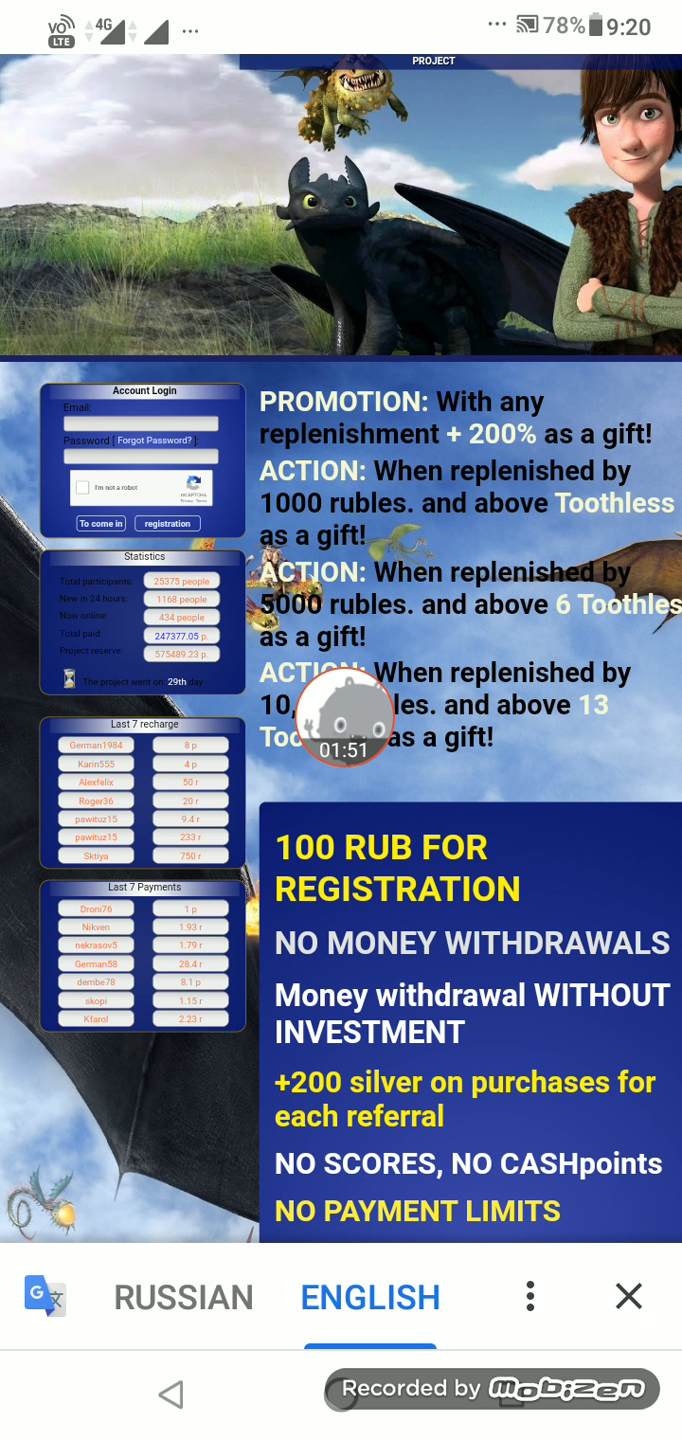 VO
LTE
4G
78%
9:20
PROJECT
Account Login
Email:
Password [ Forgot Password? ]:
I'm not a robot
reCAPTCHA
Privacy - Terms
To come in
registration
Statistics
Total participants: 25375 people
New in 24 hours: 1168 people
Now online: 434 people
Total paid: 247377.05 p.
Project reserve: 575489.23 p.
The project went on: 29th day
Last 7 recharge
German1984 8 p
Karin555 4 p
Alexfelix 50 r
Roger36 20 r
pawituz15 9.4 r
pawituz15 233 r
Sktiya 750 r
Last 7 Payments
Droni76 1 p
Nikven 1.93 r
nekrasov5 1.79 r
German58 28.4 r
dembe78 8.1 p
skopi 1.15 r
Kfarol 2.23 r
PROMOTION: With any
replenishment + 200% as a gift!
ACTION: When replenished by
1000 rubles. and above Toothless
as a gift!
ACTION: When replenished by
5000 rubles. and above 6 Toothles
as a gift!
ACTION: When replenished by
10, les. and above 13
as a gift!
01:51
100 RUB FOR
REGISTRATION
NO MONEY WITHDRAWALS
Money withdrawal WITHOUT
INVESTMENT
+200 silver on purchases for
each referral
NO SCORES, NO CASHpoints
NO PAYMENT LIMITS
G
RUSSIAN
ENGLISH
Recorded by mobizen